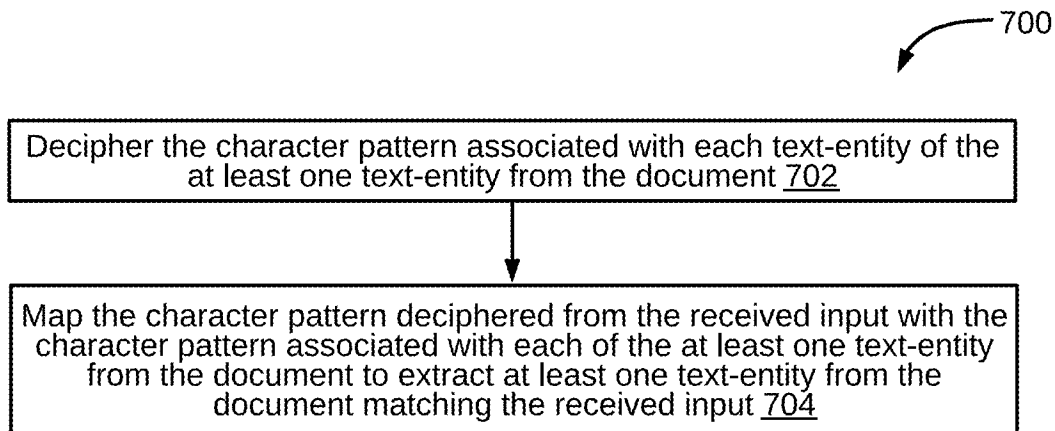 700
Decipher the character pattern associated with each text-entity of the
at least one text-entity from the document 702
Map the character pattern deciphered from the received input with the
character pattern associated with each of the at least one text-entity
from the document to extract at least one text-entity from the
document matching the received input 704